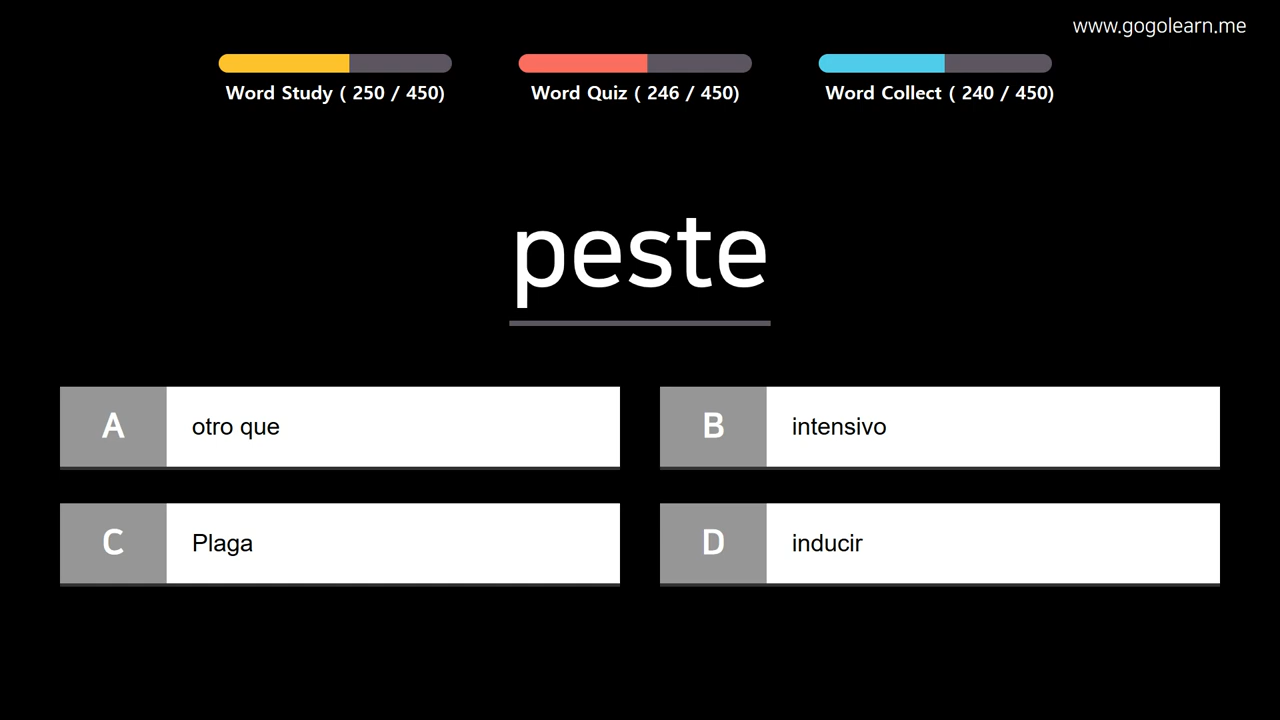 www.gogolearn.me
Word Study ( 250 / 450)
Word Quiz ( 246 / 450)
Word Collect ( 240 / 450)
peste
A
otro que
B
intensivo
C
Plaga
D
inducir